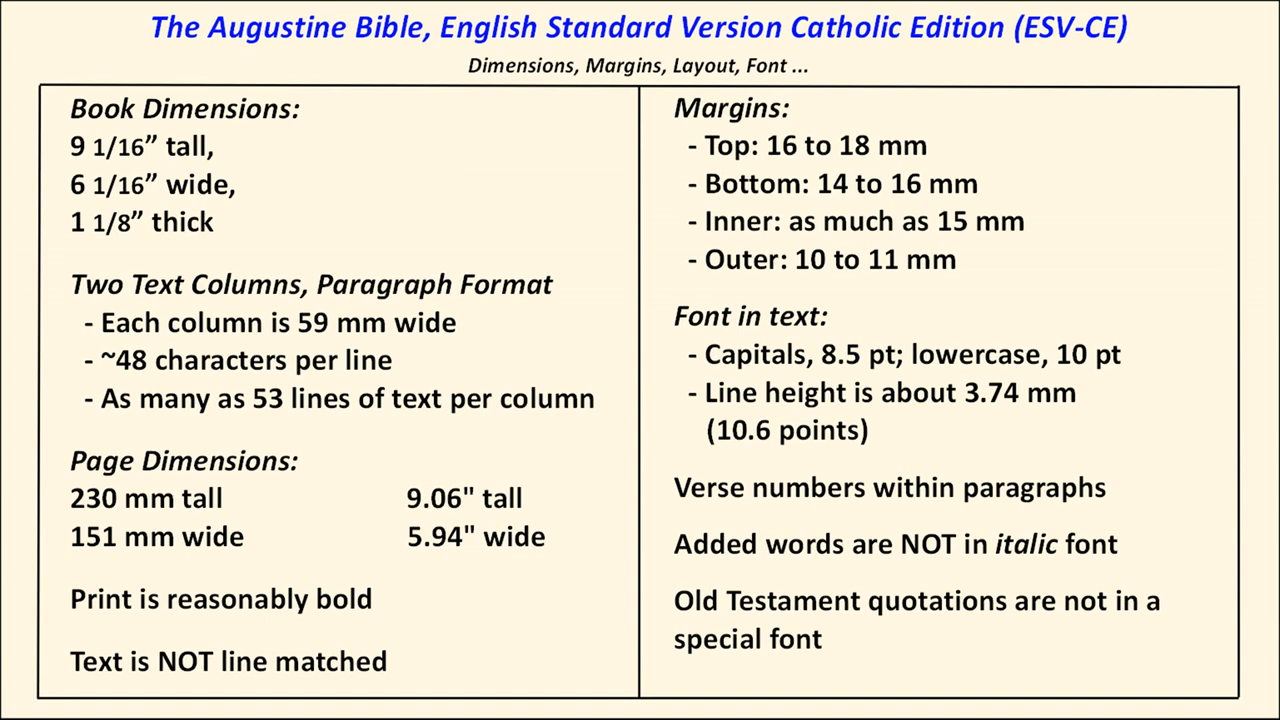 The Augustine Bible, English Standard Version Catholic Edition (ESV-CE)
Dimensions, Margins, Layout, Font ...
Book Dimensions:
9 1/16” tall,
6 1/16” wide,
1 1/8” thick
Two Text Columns, Paragraph Format
- Each column is 59 mm wide
- ~48 characters per line
- As many as 53 lines of text per column
Page Dimensions:
230 mm tall 9.06" tall
151 mm wide 5.94" wide
Print is reasonably bold
Text is NOT line matched
Margins:
- Top: 16 to 18 mm
- Bottom: 14 to 16 mm
- Inner: as much as 15 mm
- Outer: 10 to 11 mm
Font in text:
- Capitals, 8.5 pt; lowercase, 10 pt
- Line height is about 3.74 mm
(10.6 points)
Verse numbers within paragraphs
Added words are NOT in italic font
Old Testament quotations are not in a
special font